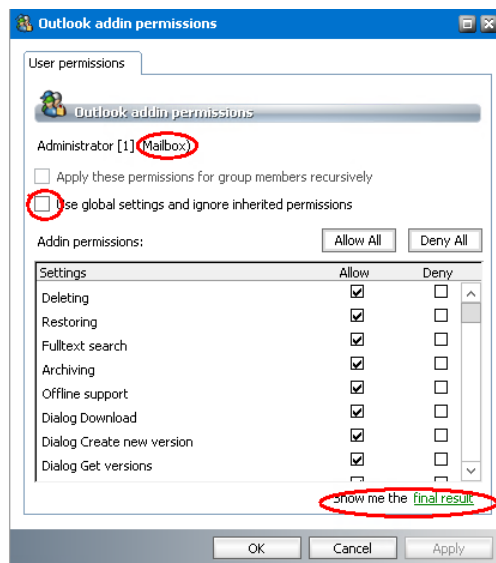 Outlook addin permissions
User permissions
Outlook addin permissions
Administrator [1] (Mailbox)
Apply these permissions for group members recursively
Use global settings and ignore inherited permissions
Addin permissions: Allow All Deny All
Settings Allow Deny
Deleting
Restoring
Fulltext search
Archiving
Offline support
Dialog Download
Dialog Create new version
Dialog Get versions
Show me the final result
OK Cancel Apply